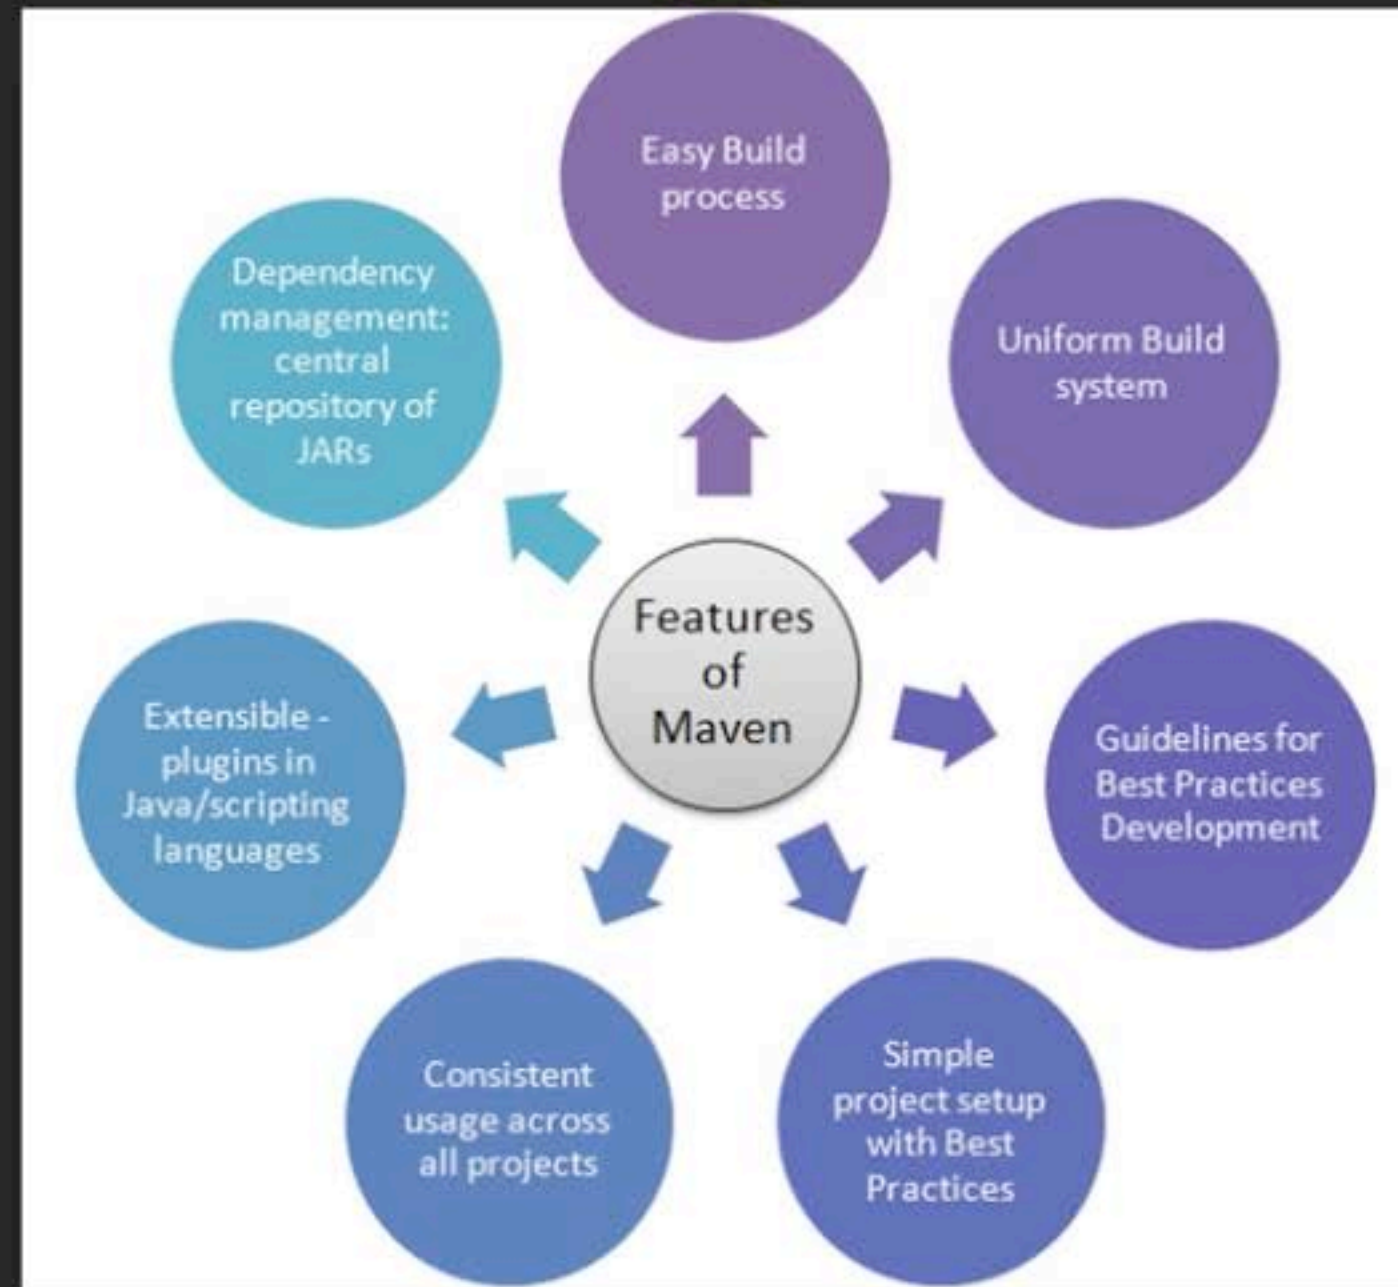 Easy Build
process
Uniform Build
system
Guidelines for
Best Practices
Development
Simple
project setup
with Best
Practices
Consistent
usage across
all projects
Extensible -
plugins in
Java/scripting
languages
Dependency
management:
central
repository of
JARs
Features
of
Maven